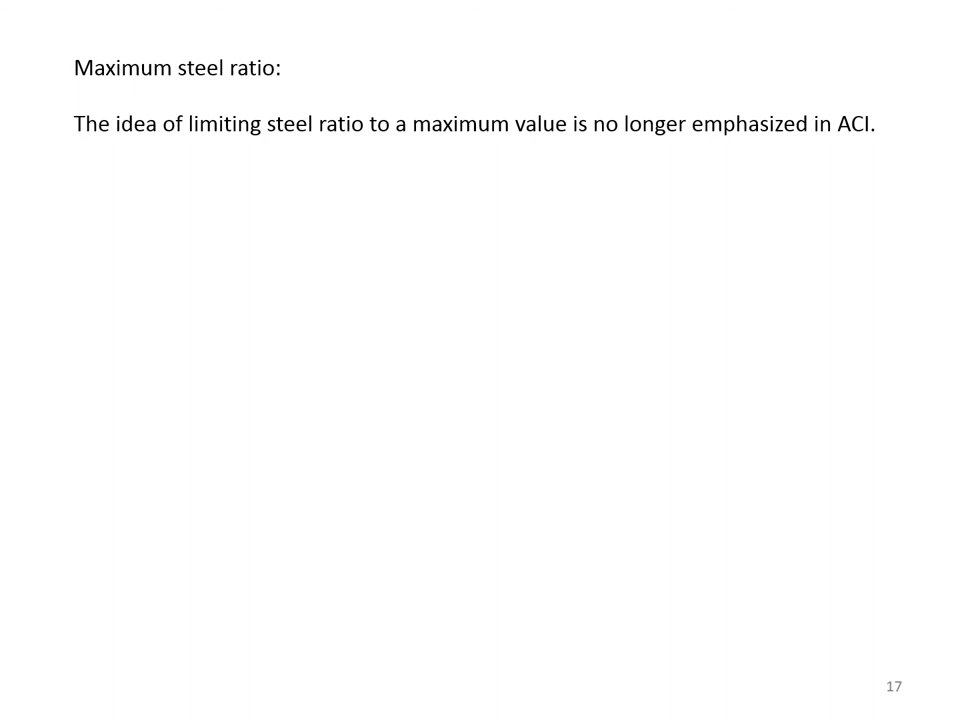 Maximum steel ratio:
The idea of limiting steel ratio to a maximum value is no longer emphasized in ACI.
17